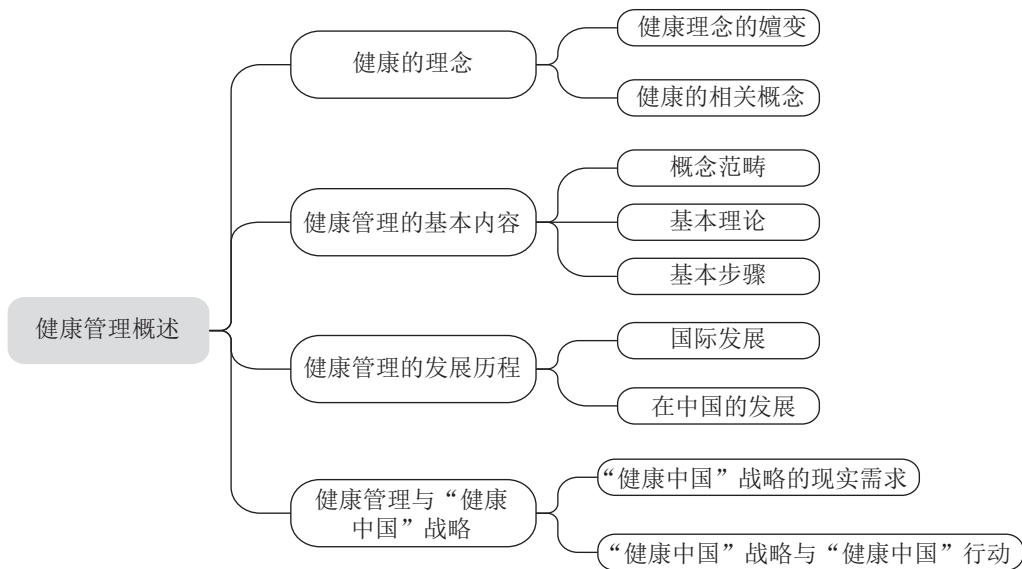 健康管理概述
健康的理念
健康理念的嬗变
健康的相关概念
健康管理的基本内容
概念范畴
基本理论
基本步骤
健康管理的发展历程
国际发展
在中国的发展
健康管理与“健康
中国”战略
“健康中国”战略的现实需求
“健康中国”战略与“健康中国”行动